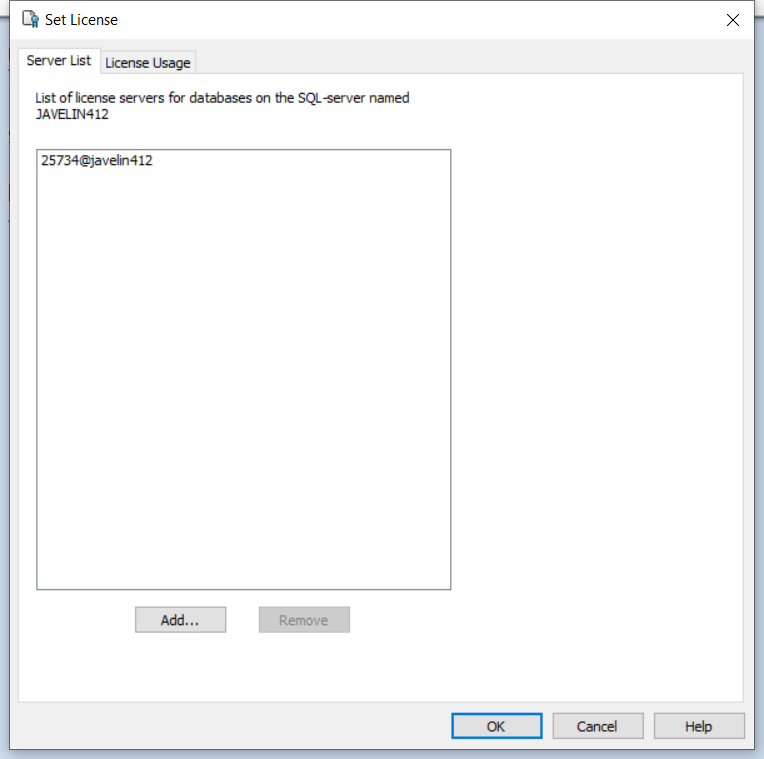 Set License
Server List
License Usage
List of license servers for databases on the SQL-server named
JAVELIN412
25734@javelin412
Add...
Remove
OK
Cancel
Help